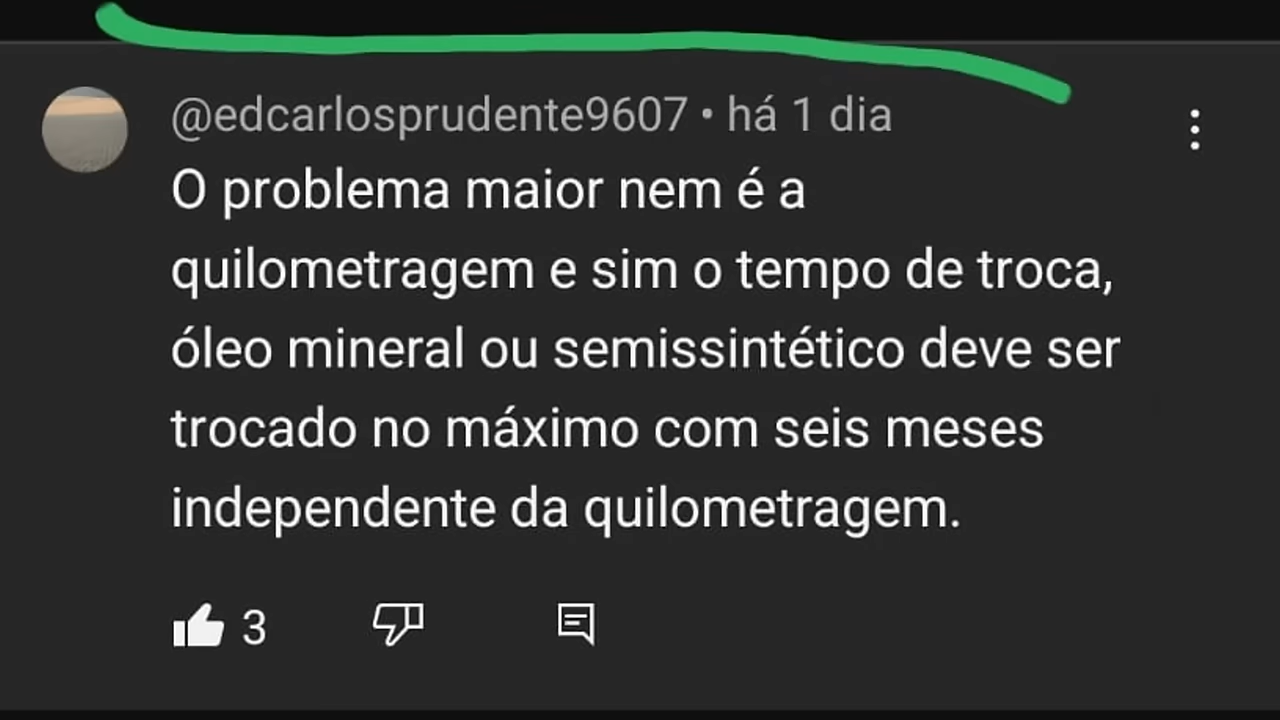 @edcarlosprudente9607 • há 1 dia
O problema maior nem é a
quilometragem e sim o tempo de troca,
óleo mineral ou semissintético deve ser
trocado no máximo com seis meses
independente da quilometragem.
3